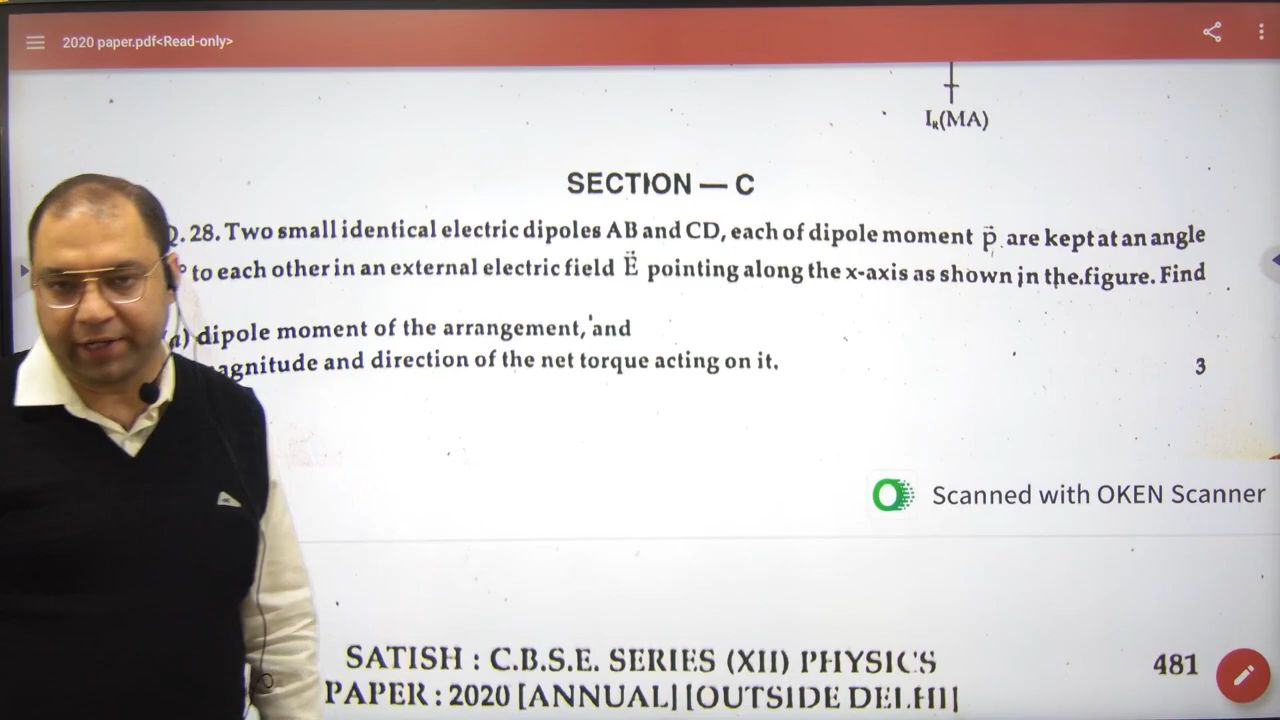 2020 paper.pdf<Read-only>
Iₖ(MA)
SECTION — C
Q. 28. Two small identical electric dipoles AB and CD, each of dipole moment p⃗ are kept at an angle
° to each other in an external electric field E⃗ pointing along the x-axis as shown in the figure. Find
(a) dipole moment of the arrangement, and
agnitude and direction of the net torque acting on it.
3
Scanned with OKEN Scanner
SATISH : C.B.S.E. SERIES (XII) PHYSICS
481
PAPER : 2020 [ANNUAL] [OUTSIDE DELHI]